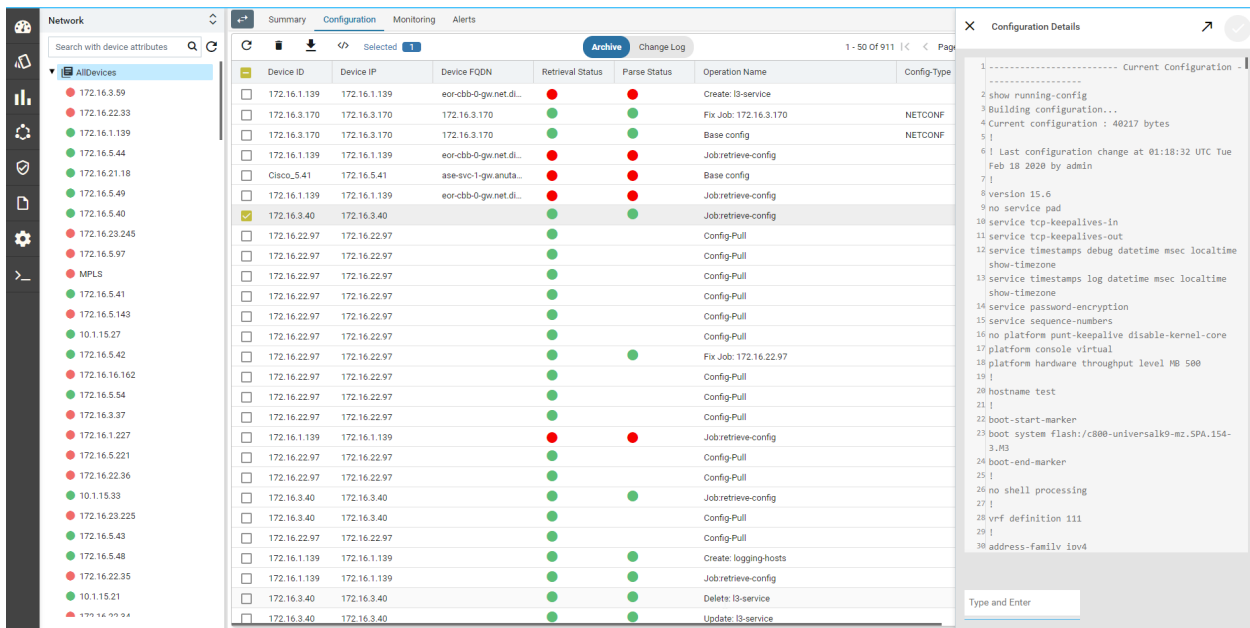 Network
Summary Configuration Monitoring Alerts
Search with device attributes
AllDevices
172.16.3.59
172.16.22.33
172.16.1.139
172.16.5.44
172.16.21.18
172.16.5.49
172.16.5.40
172.16.23.245
172.16.5.97
MPLS
172.16.5.41
172.16.5.143
10.1.15.27
172.16.5.42
172.16.16.162
172.16.5.54
172.16.3.37
172.16.1.227
172.16.5.221
172.16.22.36
10.1.15.33
172.16.23.225
172.16.5.43
172.16.5.48
172.16.22.35
10.1.15.21
172.16.22.34
Selected 1 Archive Change Log 1 - 50 Of 911
Device ID Device IP Device FQDN Retrieval Status Parse Status Operation Name Config-Type
172.16.1.139 172.16.1.139 eor-cbb-0-gw.net.di... Create: l3-service
172.16.3.170 172.16.3.170 172.16.3.170 Fix Job: 172.16.3.170 NETCONF
172.16.3.170 172.16.3.170 172.16.3.170 Base config NETCONF
172.16.1.139 172.16.1.139 eor-cbb-0-gw.net.di... Job:retrieve-config
Cisco_5.41 172.16.5.41 ase-svc-1-gw.anuta... Base config
172.16.1.139 172.16.1.139 eor-cbb-0-gw.net.di... Job:retrieve-config
172.16.3.40 172.16.3.40 Job:retrieve-config
172.16.22.97 172.16.22.97 Config-Pull
172.16.22.97 172.16.22.97 Config-Pull
172.16.22.97 172.16.22.97 Config-Pull
172.16.22.97 172.16.22.97 Config-Pull
172.16.22.97 172.16.22.97 Config-Pull
172.16.22.97 172.16.22.97 Config-Pull
172.16.22.97 172.16.22.97 Fix Job: 172.16.22.97
172.16.22.97 172.16.22.97 Config-Pull
172.16.22.97 172.16.22.97 Config-Pull
172.16.22.97 172.16.22.97 Config-Pull
172.16.1.139 172.16.1.139 Job:retrieve-config
172.16.22.97 172.16.22.97 Config-Pull
172.16.22.97 172.16.22.97 Config-Pull
172.16.3.40 172.16.3.40 Job:retrieve-config
172.16.3.40 172.16.3.40 Config-Pull
172.16.3.40 172.16.3.40 Config-Pull
172.16.1.139 172.16.1.139 Create: logging-hosts
172.16.1.139 172.16.1.139 Job:retrieve-config
172.16.3.40 172.16.3.40 Delete: l3-service
172.16.3.40 172.16.3.40 Update: l3-service
Configuration Details
1 ------------------------- Current Configuration -
------------------
2 show running-config
3 Building configuration...
4 Current configuration : 40217 bytes
5 !
6 ! Last configuration change at 01:18:32 UTC Tue
Feb 18 2020 by admin
7 !
8 version 15.6
9 no service pad
10 service tcp-keepalives-in
11 service tcp-keepalives-out
12 service timestamps debug datetime msec localtime
show-timezone
13 service timestamps log datetime msec localtime
show-timezone
14 service password-encryption
15 service sequence-numbers
16 no platform punt-keepalive disable-kernel-core
17 platform console virtual
18 platform hardware throughput level MB 500
19 !
20 hostname test
21 !
22 boot-start-marker
23 boot system flash:/c800-universalk9-mz.SPA.154-
3.M3
24 boot-end-marker
25 !
26 no shell processing
27 !
28 vrf definition 111
29 !
30 address-family ipv4
Type and Enter